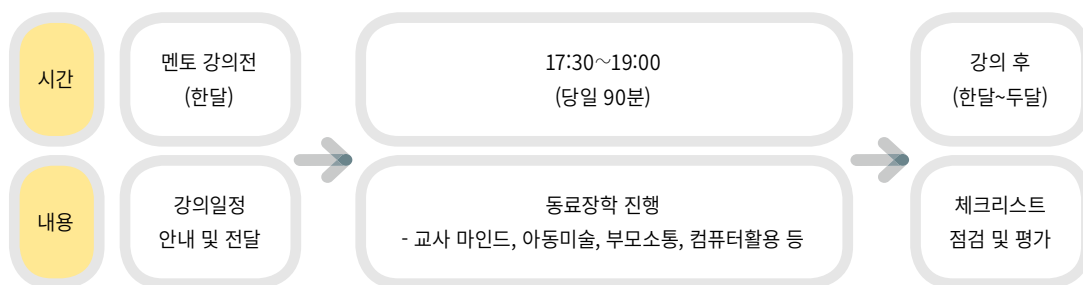 시간
멘토 강의전
(한달)
17:30~19:00
(당일 90분)
강의 후
(한달~두달)
내용
강의일정
안내 및 전달
동료장학 진행
- 교사 마인드, 아동미술, 부모소통, 컴퓨터활용 등
체크리스트
점검 및 평가